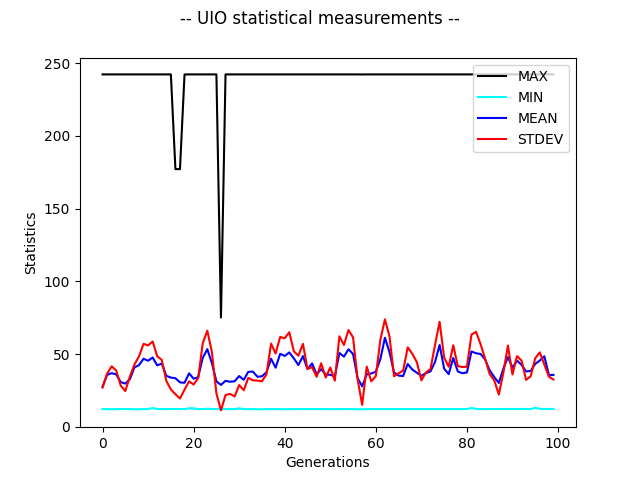 -- UIO statistical measurements --
250
200
150
100
50
0
Statistics
MAX
MIN
MEAN
STDEV
0 20 40 60 80 100
Generations